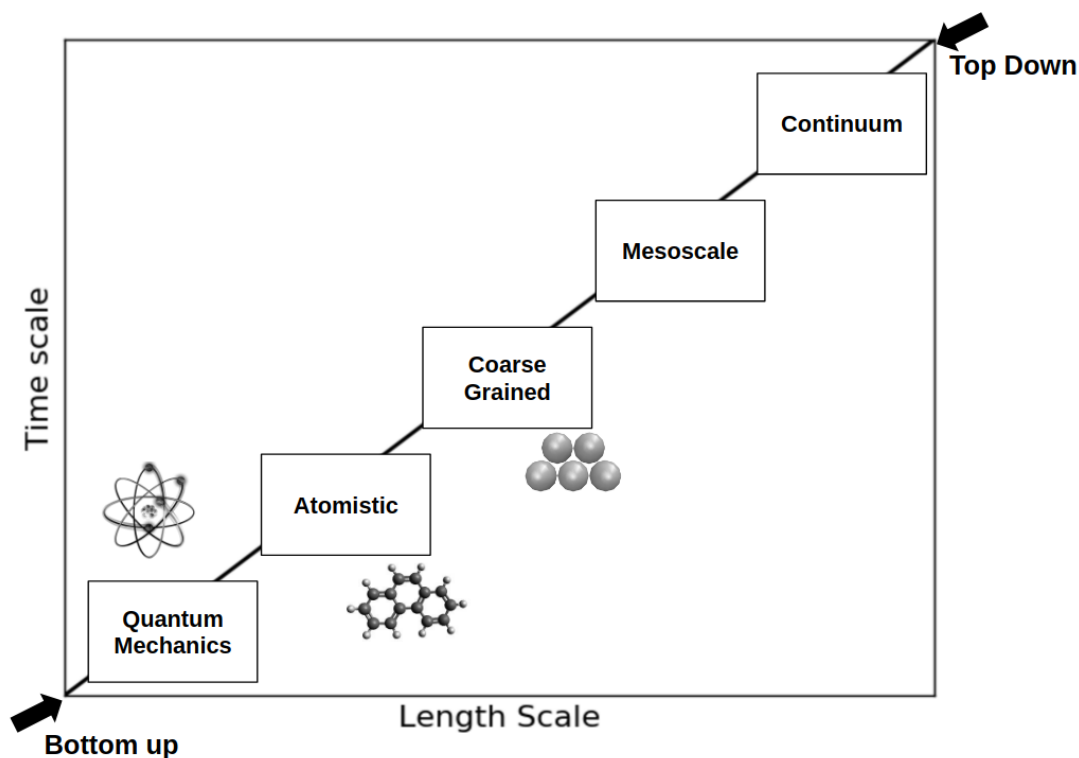 Top Down
Continuum
Mesoscale
Coarse
Grained
Atomistic
Quantum
Mechanics
Time scale
Length Scale
Bottom up